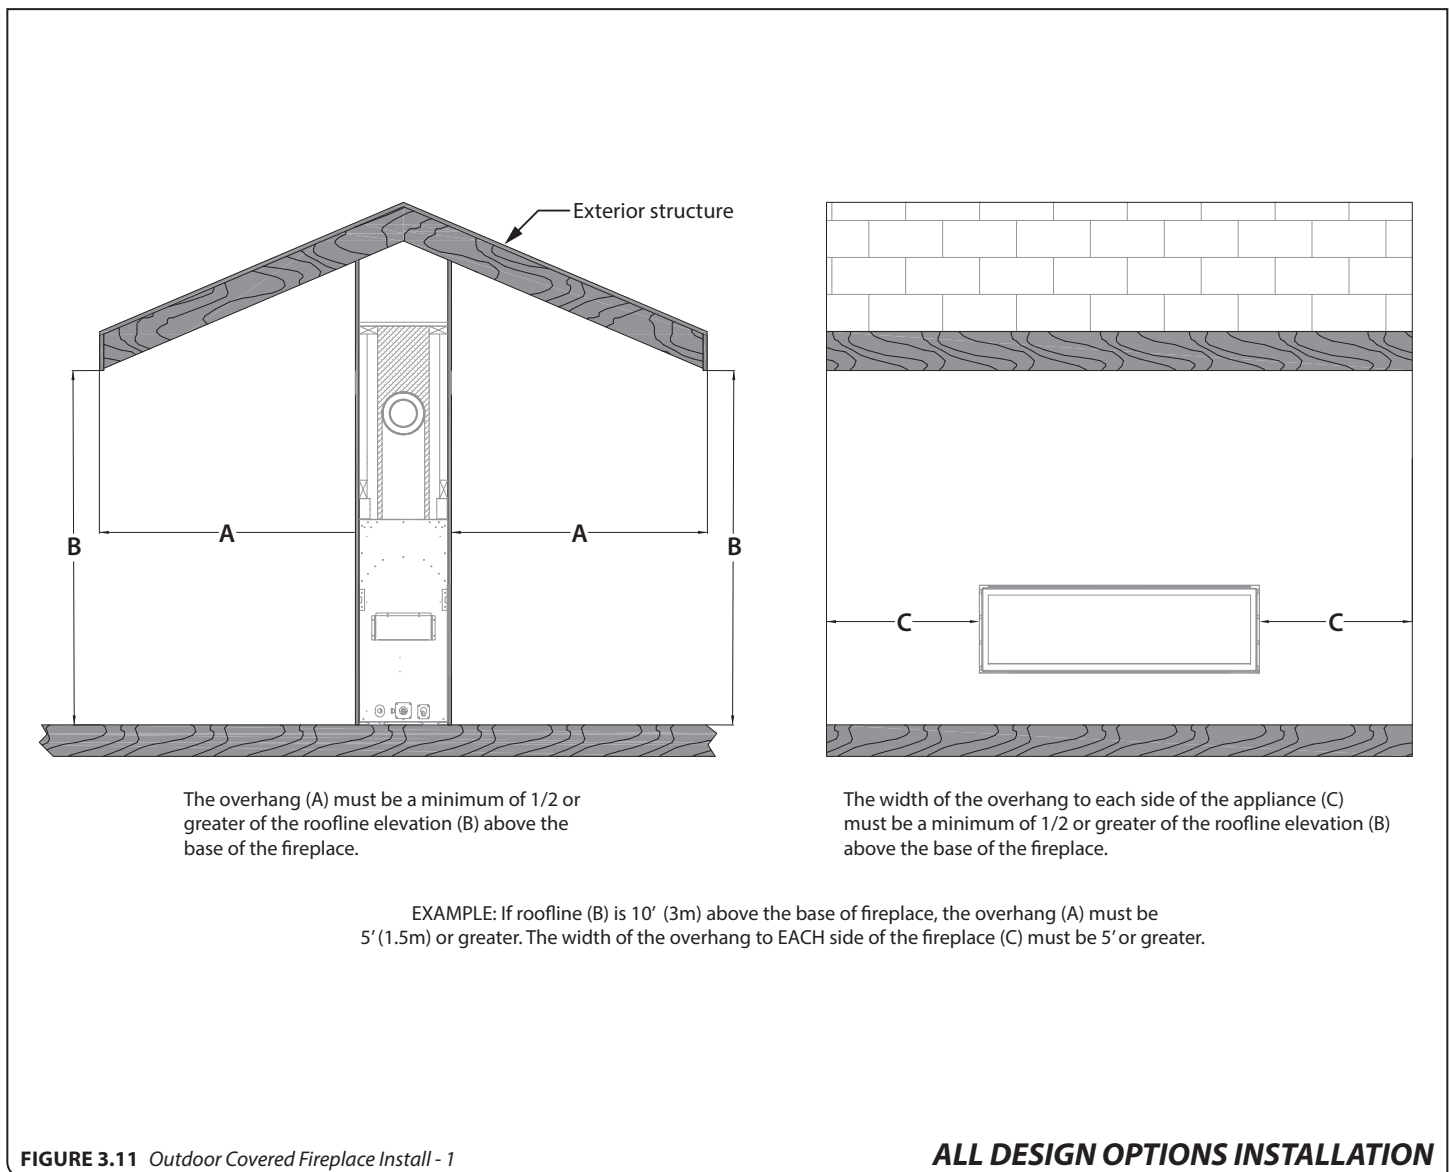 Exterior structure
A
A
B
B
C
C
The overhang (A) must be a minimum of 1/2 or
greater of the roofline elevation (B) above the
base of the fireplace.
The width of the overhang to each side of the appliance (C)
must be a minimum of 1/2 or greater of the roofline elevation (B)
above the base of the fireplace.
EXAMPLE: If roofline (B) is 10’ (3m) above the base of fireplace, the overhang (A) must be
5’ (1.5m) or greater. The width of the overhang to EACH side of the fireplace (C) must be 5’ or greater.
FIGURE 3.11 Outdoor Covered Fireplace Install - 1
ALL DESIGN OPTIONS INSTALLATION